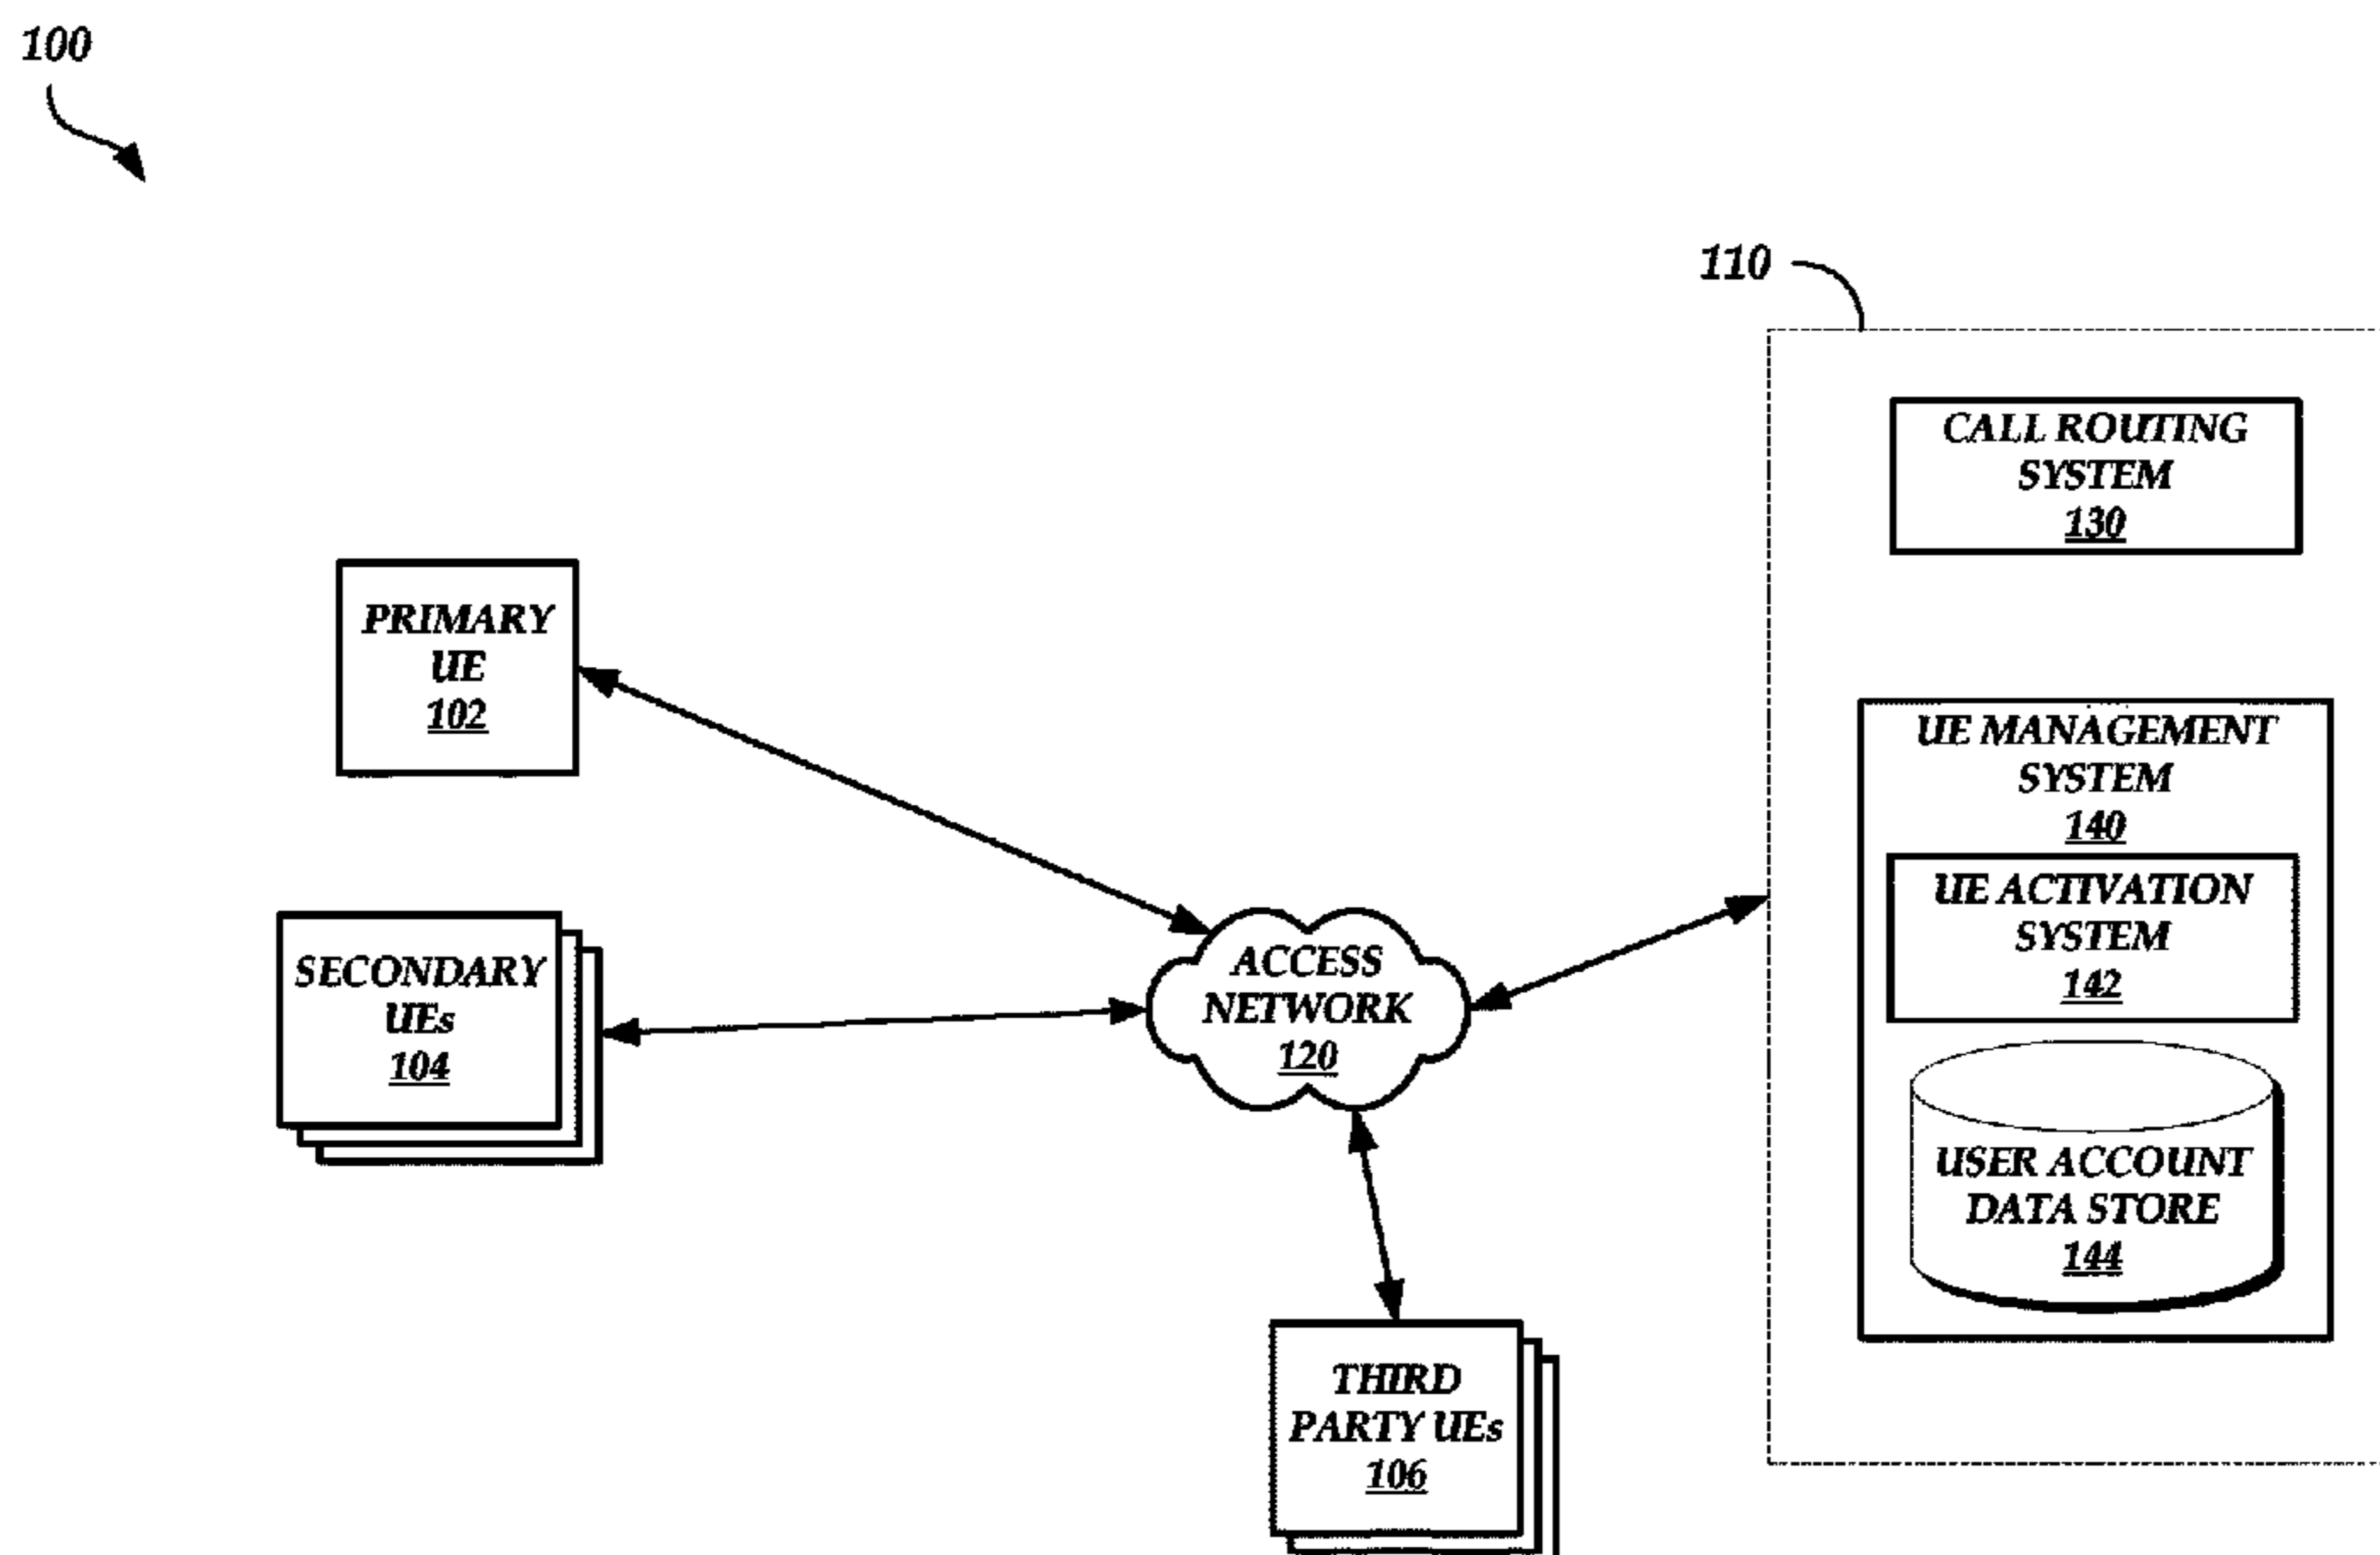 100
110
CALL ROUTING
SYSTEM
130
PRIMARY
UE
102
UE MANAGEMENT
SYSTEM
140
UE ACTIVATION
SYSTEM
142
SECONDARY
UEs
104
ACCESS
NETWORK
120
USER ACCOUNT
DATA STORE
144
THIRD
PARTY UEs
106